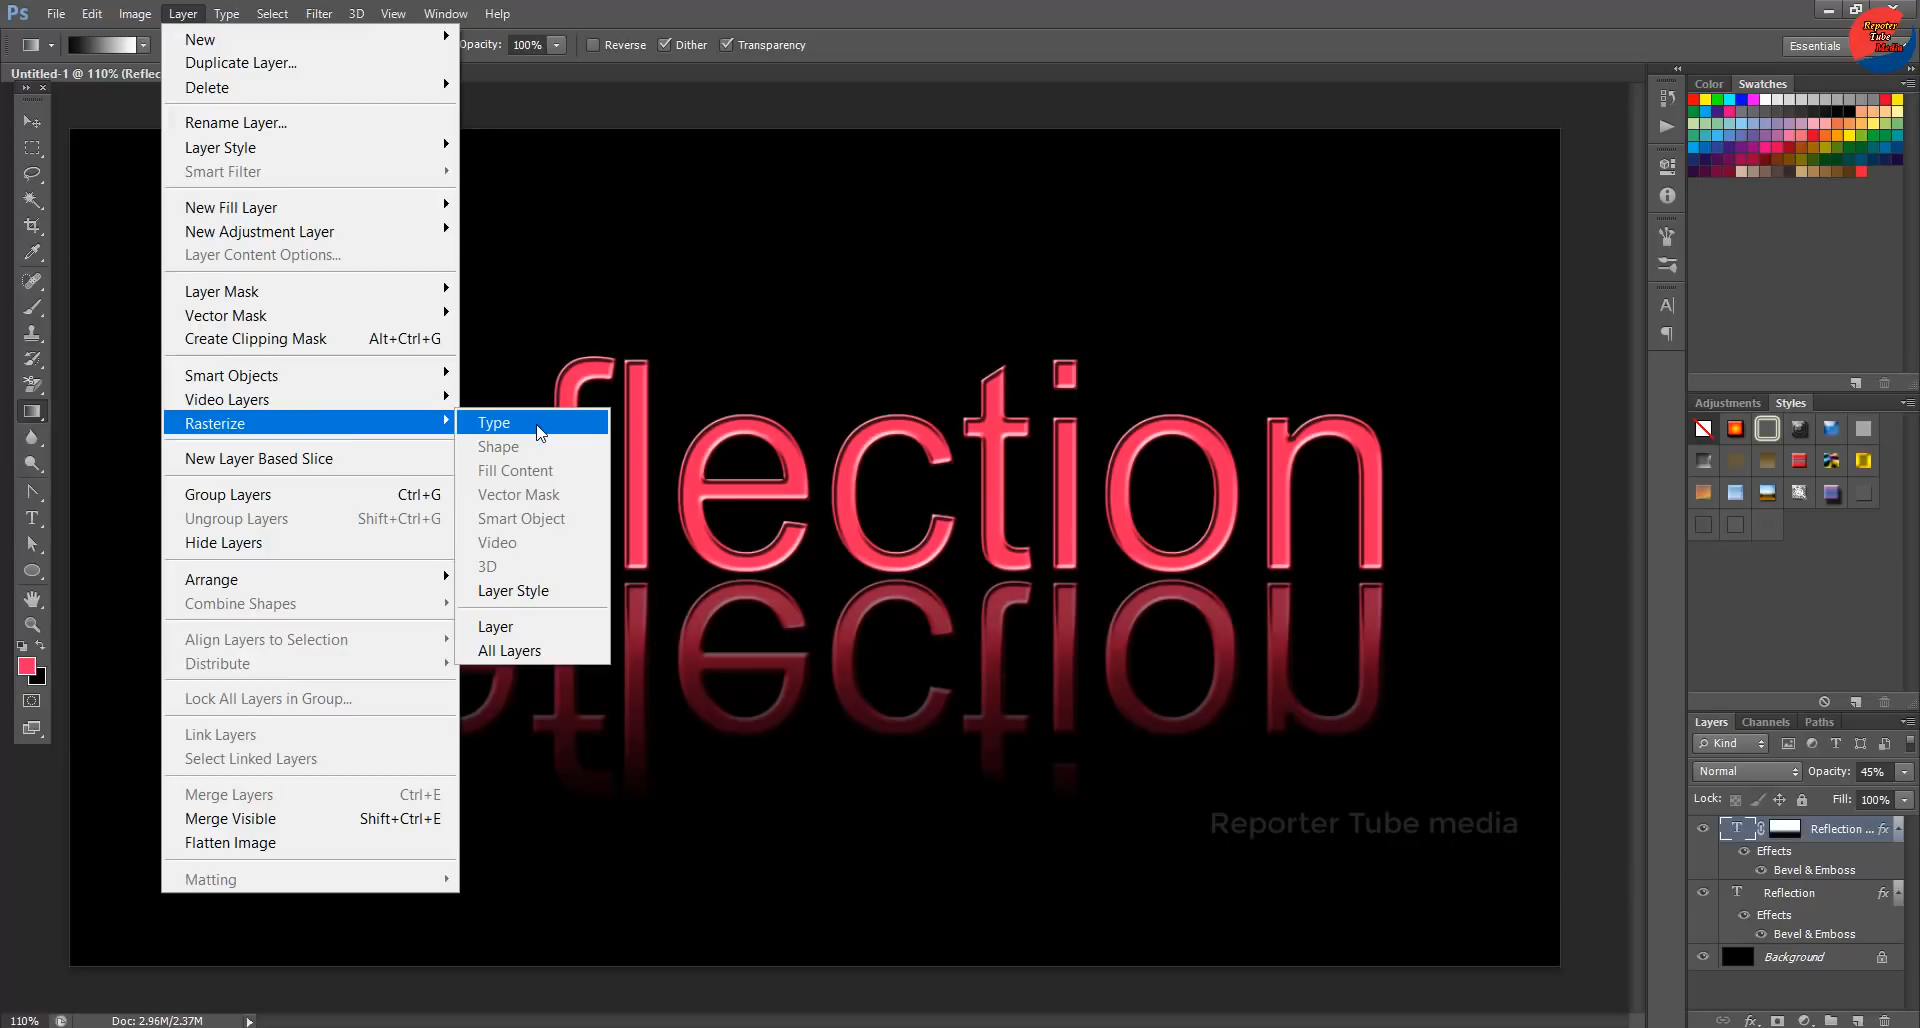 Ps File Edit Image Layer Type Select Filter 3D View Window Help
Opacity: 100% Reverse Dither Transparency Essentials
Repoter
Tube
Media
Untitled-1 @ 110% (Reflec
New
Duplicate Layer...
Delete
Rename Layer...
Layer Style
Smart Filter
New Fill Layer
New Adjustment Layer
Layer Content Options...
Layer Mask
Vector Mask
Create Clipping Mask Alt+Ctrl+G
Smart Objects
Video Layers
Rasterize
New Layer Based Slice
Group Layers Ctrl+G
Ungroup Layers Shift+Ctrl+G
Hide Layers
Arrange
Combine Shapes
Align Layers to Selection
Distribute
Lock All Layers in Group...
Link Layers
Select Linked Layers
Merge Layers Ctrl+E
Merge Visible Shift+Ctrl+E
Flatten Image
Matting
Type
Shape
Fill Content
Vector Mask
Smart Object
Video
3D
Layer Style
Layer
All Layers
flection
Reporter Tube media
Color Swatches
Adjustments Styles
Layers Channels Paths
Kind
Normal Opacity: 45%
Lock: Fill: 100%
Reflection ... fx
Effects
Bevel & Emboss
Reflection fx
Effects
Bevel & Emboss
Background
110% Doc: 2.96M/2.37M